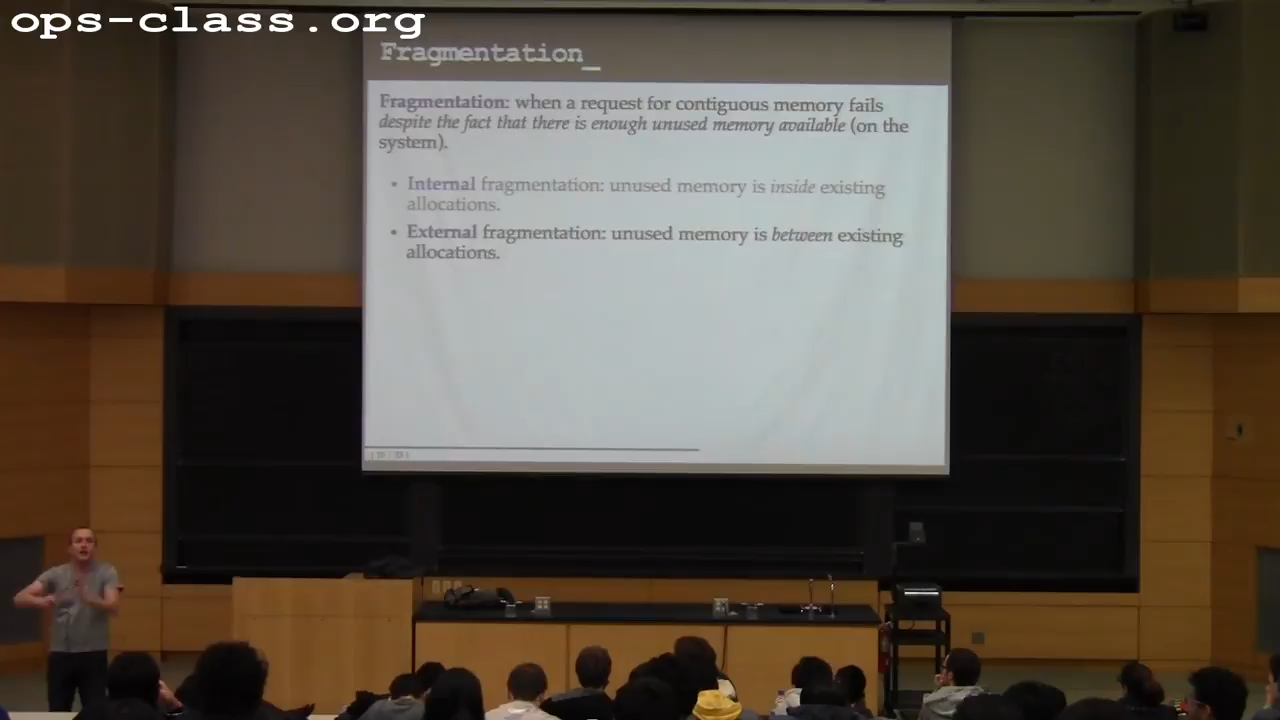 ops-class.org
Fragmentation_
Fragmentation: when a request for contiguous memory fails
despite the fact that there is enough unused memory available (on the
system).
• Internal fragmentation: unused memory is inside existing
allocations.
• External fragmentation: unused memory is between existing
allocations.